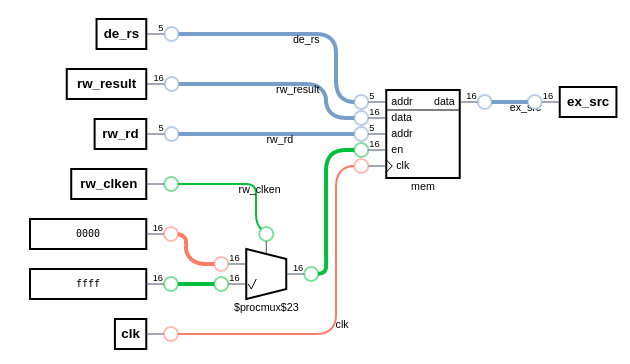 de_rs
5
de_rs
rw_result
16
rw_result
rw_rd
5
rw_rd
5
addr
data
16
data
5
addr
16
en
clk
mem
16
16
ex_src
ex_src
rw_clken
rw_clken
0000
16
16
ffff
16
16
16
$procmux$23
clk
clk